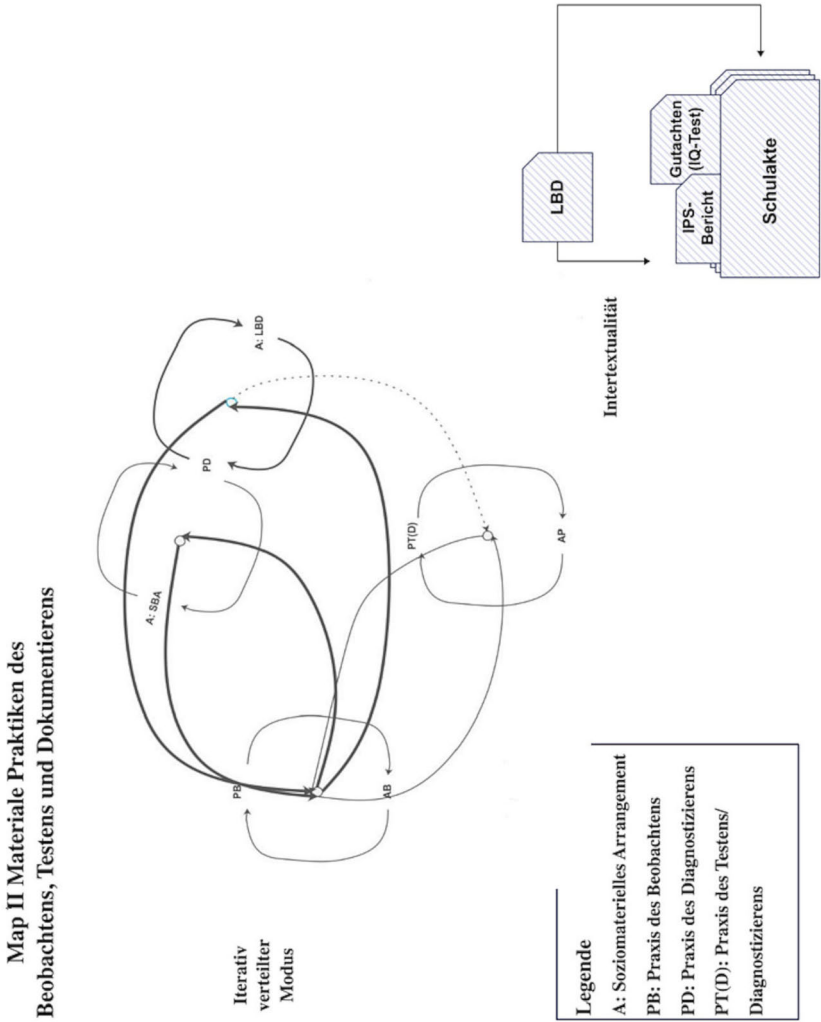 Map II Materiale Praktiken des
Beobachtens, Testens und Dokumentierens
Iterativ
verteilter
Modus
PB
AB
A: SBA
PD
A: LBD
PT(D)
AP
Intertextualität
LBD
IPS-
Bericht
Gutachten
(IQ-Test)
Schulakte
Legende
A: Soziomaterielles Arrangement
PB: Praxis des Beobachtens
PD: Praxis des Diagnostizierens
PT(D): Praxis des Testens/
Diagnostizierens